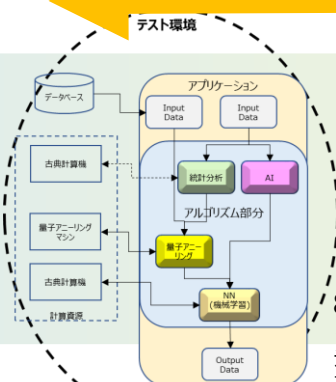 テスト環境
アプリケーション
データベース
Input
Data
Input
Data
古典計算機
統計分析
AI
アルゴリズム部分
量子アニーリング
マシン
量子アニー
リング
古典計算機
NN
(機械学習)
計算資源
Output
Data